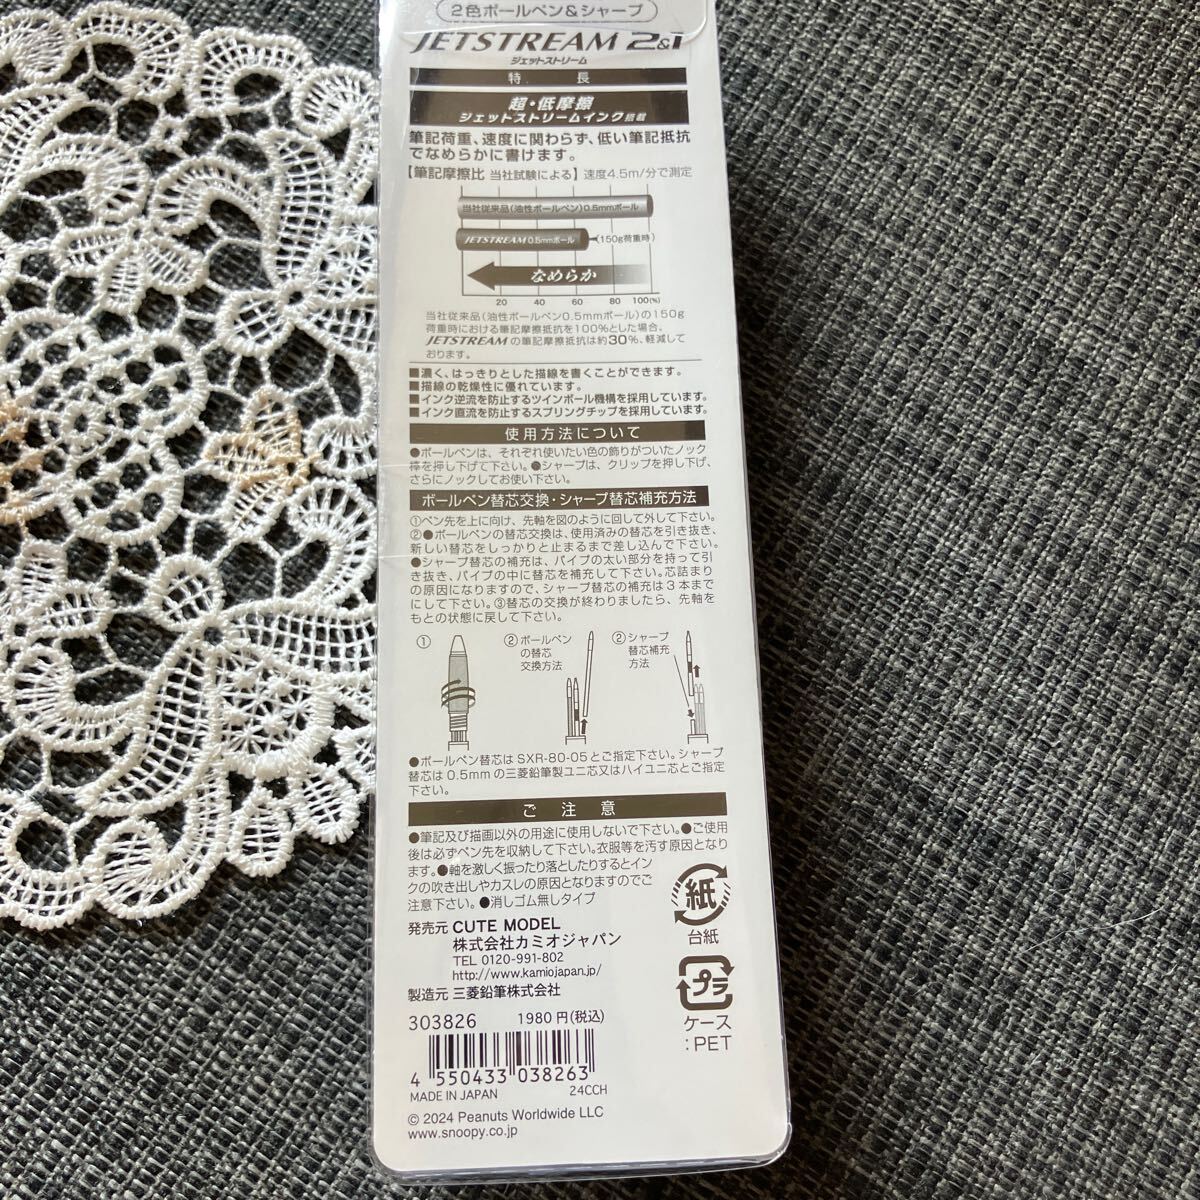 2色ボールペン&シャープ
JETSTREAM 2&1
ジェットストリーム
特 長
超・低摩擦
ジェットストリームインク搭載
筆記荷重、速度に関わらず、低い筆記抵抗
でなめらかに書けます。
【筆記摩擦比 当社試験による】速度4.5m/分で測定
当社従来品(油性ボールペン)0.5mmボール
JETSTREAM 0.5mmボール (150g荷重時)
なめらか
20 40 60 80 100(%)
当社従来品(油性ボールペン0.5mmボール)の150g
荷重時における筆記摩擦抵抗を100%とした場合、
JETSTREAMの筆記摩擦抵抗は約30%、軽減して
おります。
■濃く、はっきりとした描線を書くことができます。
■描線の乾燥性に優れています。
■インク逆流を防止するツインボール機構を採用しています。
■インク直流を防止するスプリングチップを採用しています。
使用方法について
●ボールペンは、それぞれ使いたい色の飾りがついたノック
棒を押し下げて下さい。●シャープは、クリップを押し下げ、
さらにノックしてお使い下さい。
ボールペン替芯交換・シャープ替芯補充方法
①ペン先を上に向け、先軸を図のように回して外して下さい。
②●ボールペンの替芯交換は、使用済みの替芯を引き抜き、
新しい替芯をしっかりと止まるまで差し込んで下さい。
●シャープ替芯の補充は、パイプの太い部分を持って引
き抜き、パイプの中に替芯を補充して下さい。芯詰まり
の原因になりますので、シャープ替芯の補充は3本まで
にして下さい。③替芯の交換が終わりましたら、先軸を
もとの状態に戻して下さい。
①
②ボールペン
の替芯
交換方法
②シャープ
替芯補充
方法
●ボールペン替芯は SXR-80-05とご指定下さい。シャープ
替芯は0.5mmの三菱鉛筆製ユニ芯又はハイユニ芯とご指定
下さい。
ご 注 意
●筆記及び描画以外の用途に使用しないで下さい。●ご使用
後は必ずペン先を収納して下さい。衣服等を汚す原因となり
ます。●軸を激しく振ったり落としたりするとイン
クの吹き出しやカスレの原因となりますのでご
注意下さい。●消しゴム無しタイプ
発売元 CUTE MODEL
株式会社カミオジャパン
TEL 0120-991-802
http://www.kamiojapan.jp/
製造元 三菱鉛筆株式会社
紙
台紙
プラ
ケース
:PET
303826 1980円(税込)
4 550433 038263
MADE IN JAPAN 24CCH
© 2024 Peanuts Worldwide LLC
www.snoopy.co.jp